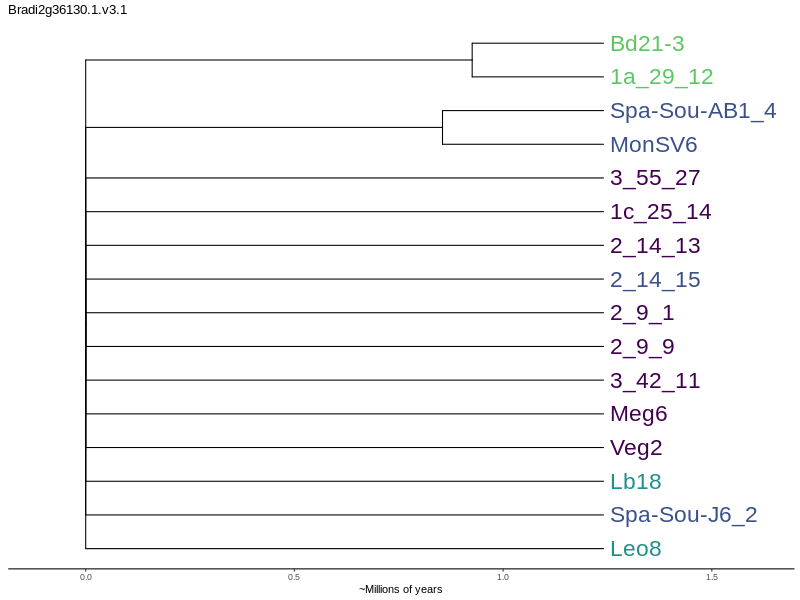 Bradi2g36130.1.v3.1
Bd21-3
1a_29_12
Spa-Sou-AB1_4
MonSV6
3_55_27
1c_25_14
2_14_13
2_14_15
2_9_1
2_9_9
3_42_11
Meg6
Veg2
Lb18
Spa-Sou-J6_2
Leo8
0.0 0.5 1.0 1.5
~Millions of years